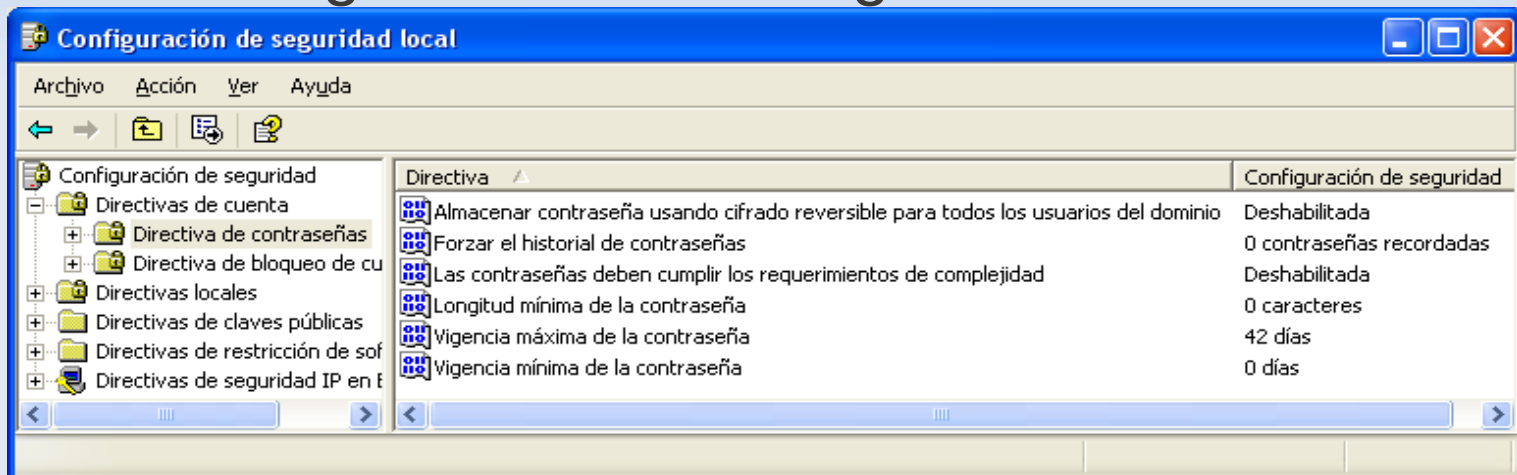 Configuración de seguridad local
Archivo Acción Ver Ayuda
Configuración de seguridad
Directivas de cuenta
Directiva de contraseñas
Directiva de bloqueo de cu
Directivas locales
Directivas de claves públicas
Directivas de restricción de sof
Directivas de seguridad IP en E
Directiva Configuración de seguridad
Almacenar contraseña usando cifrado reversible para todos los usuarios del dominio Deshabilitada
Forzar el historial de contraseñas 0 contraseñas recordadas
Las contraseñas deben cumplir los requerimientos de complejidad Deshabilitada
Longitud mínima de la contraseña 0 caracteres
Vigencia máxima de la contraseña 42 días
Vigencia mínima de la contraseña 0 días